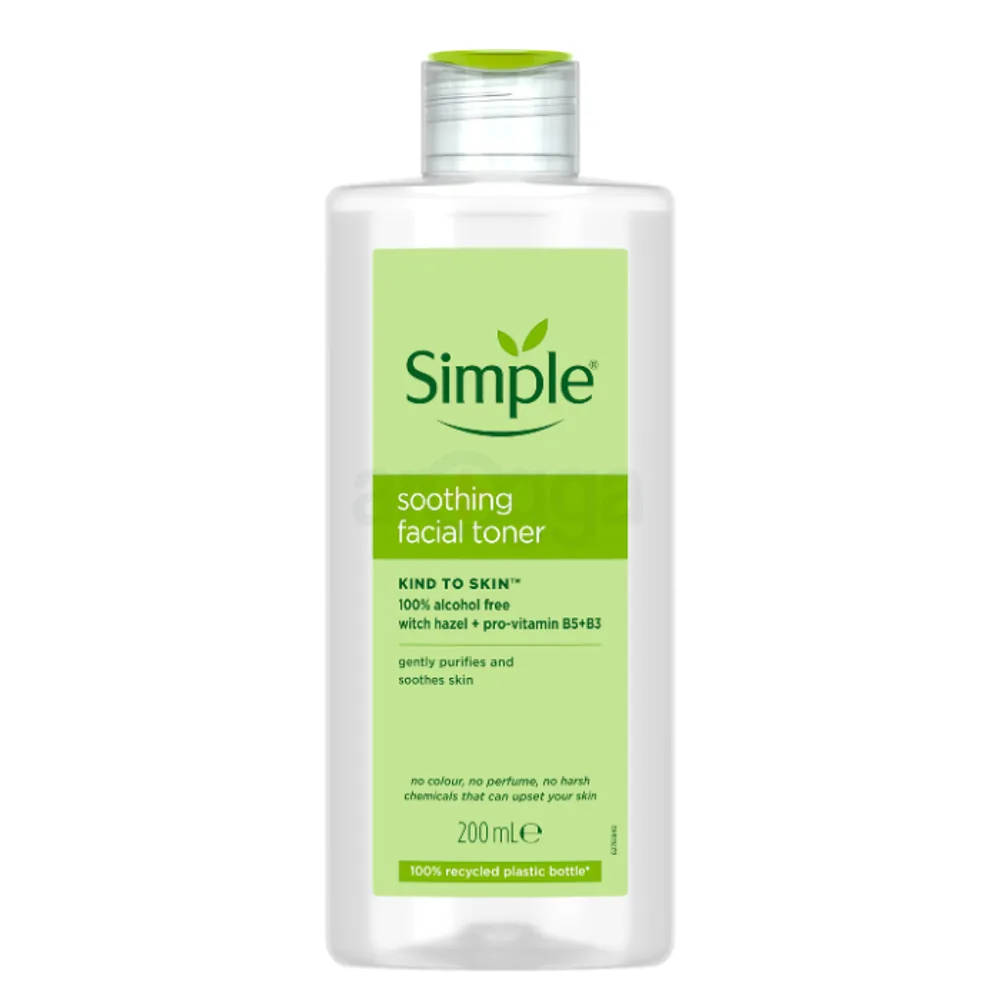 Simple®
soothing
facial toner
KIND TO SKIN™
100% alcohol free
witch hazel + pro-vitamin B5+B3
gently purifies and
soothes skin
no colour, no perfume, no harsh
chemicals that can upset your skin
200 mL℮
100% recycled plastic bottle*